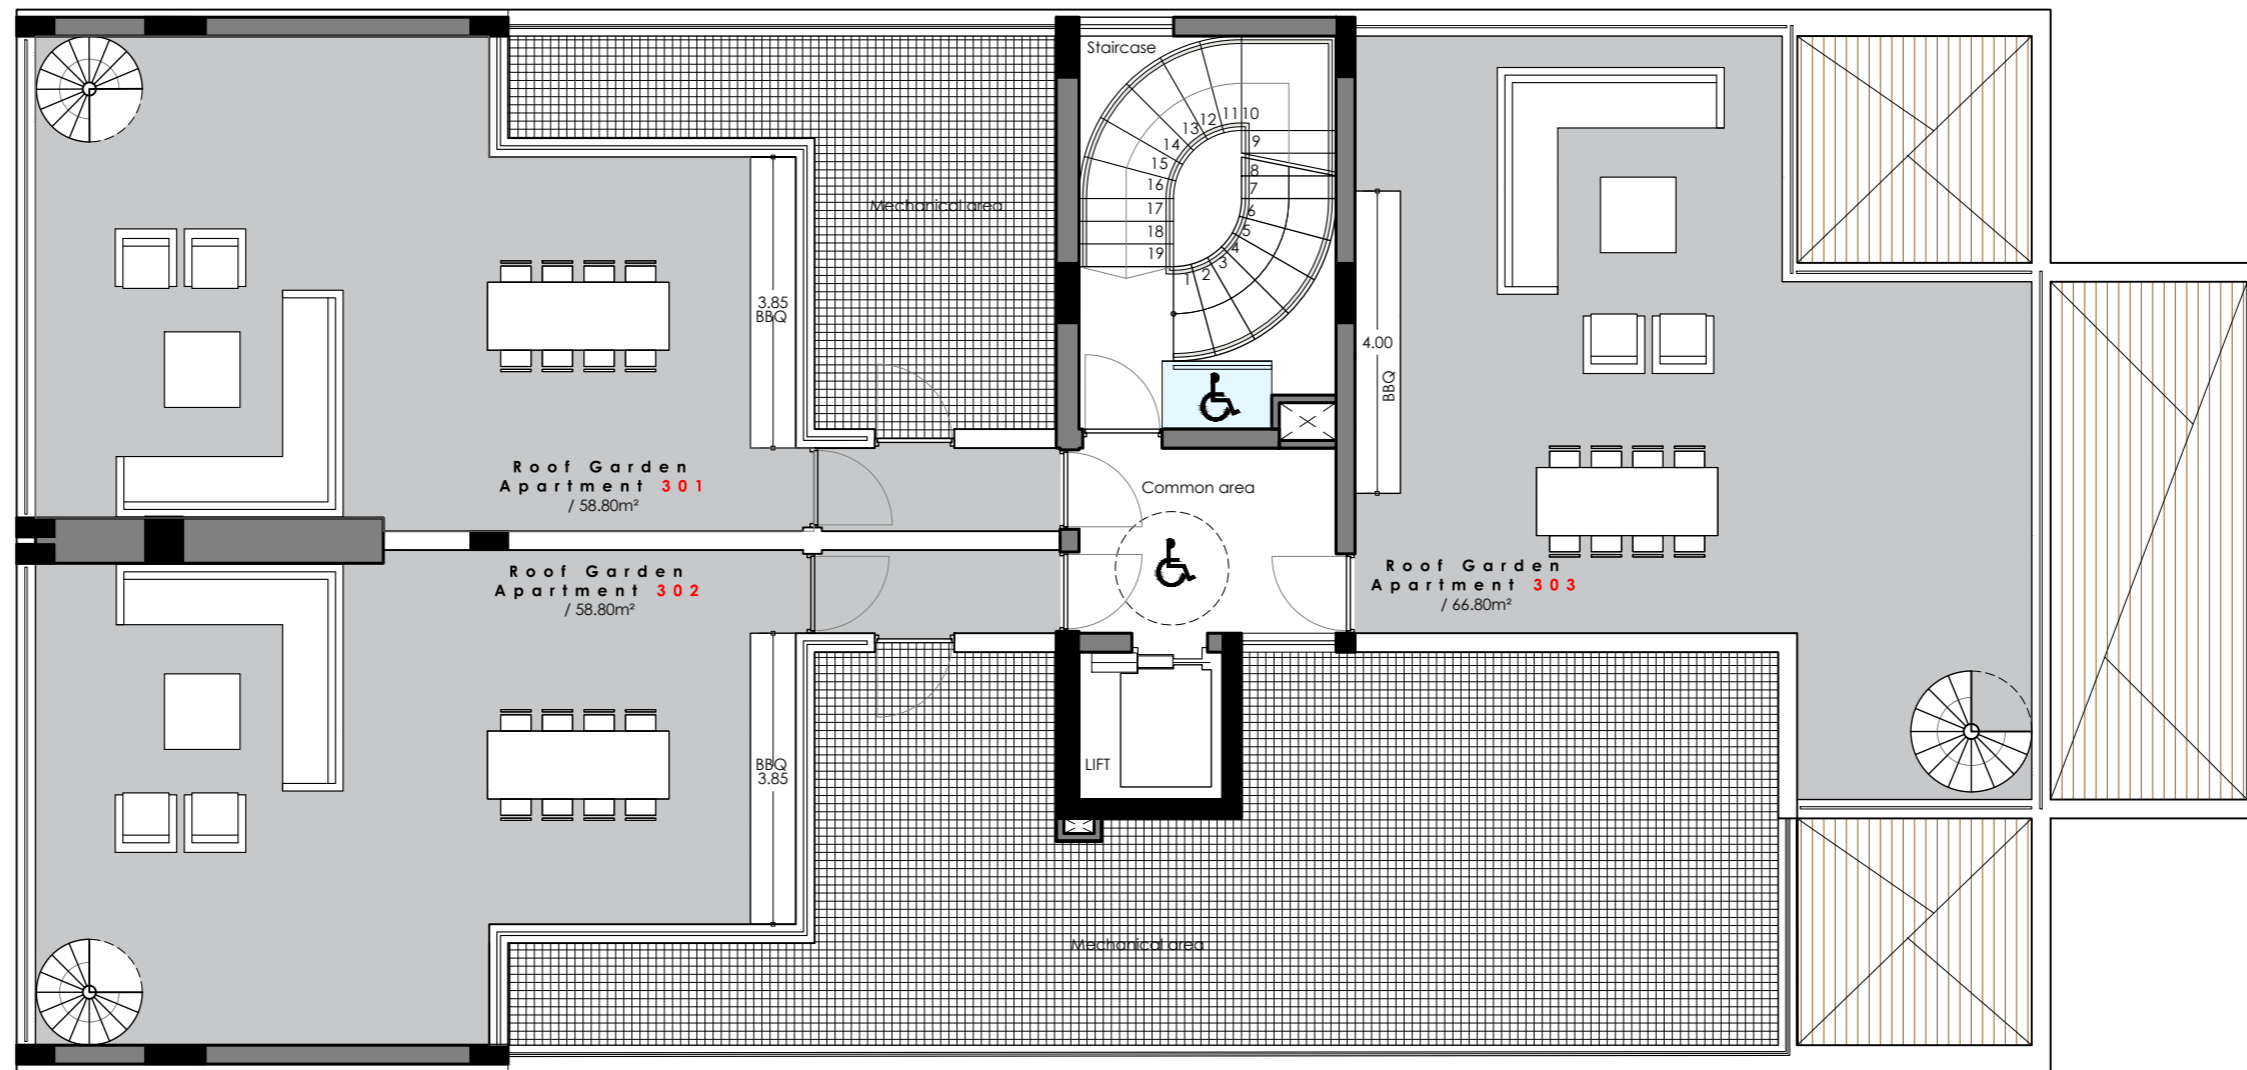 Staircase
11 10
12
13
14
15
16
17
18
19
9
8
7
6
5
4
3
2
1
Mechanical area
3.85
BBQ
4.00
BBQ
Roof Garden
Apartment 301
/ 58.80m²
Common area
Roof Garden
Apartment 302
/ 58.80m²
Roof Garden
Apartment 303
/ 66.80m²
BBQ
3.85
LIFT
Mechanical area